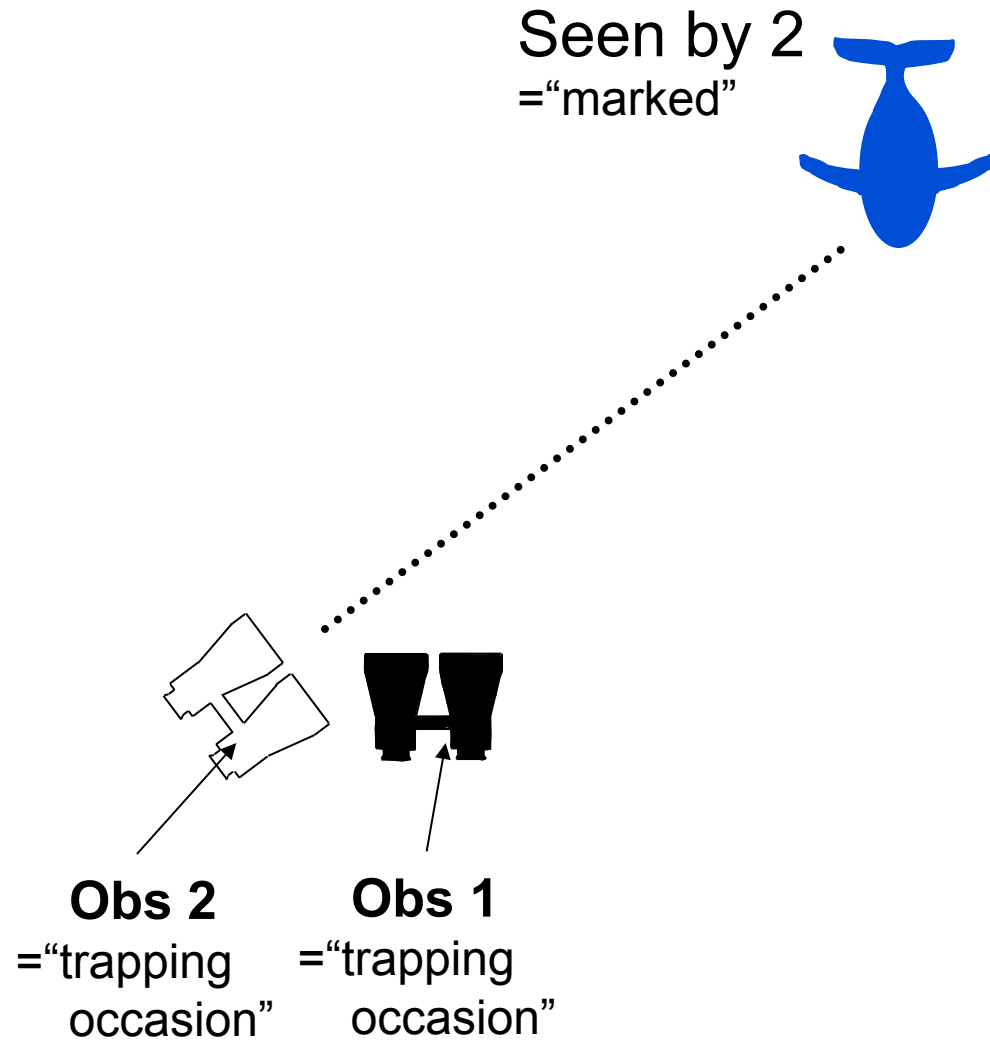 Seen by 2
=“marked”
Obs 2
=“trapping
occasion”
Obs 1
=“trapping
occasion”